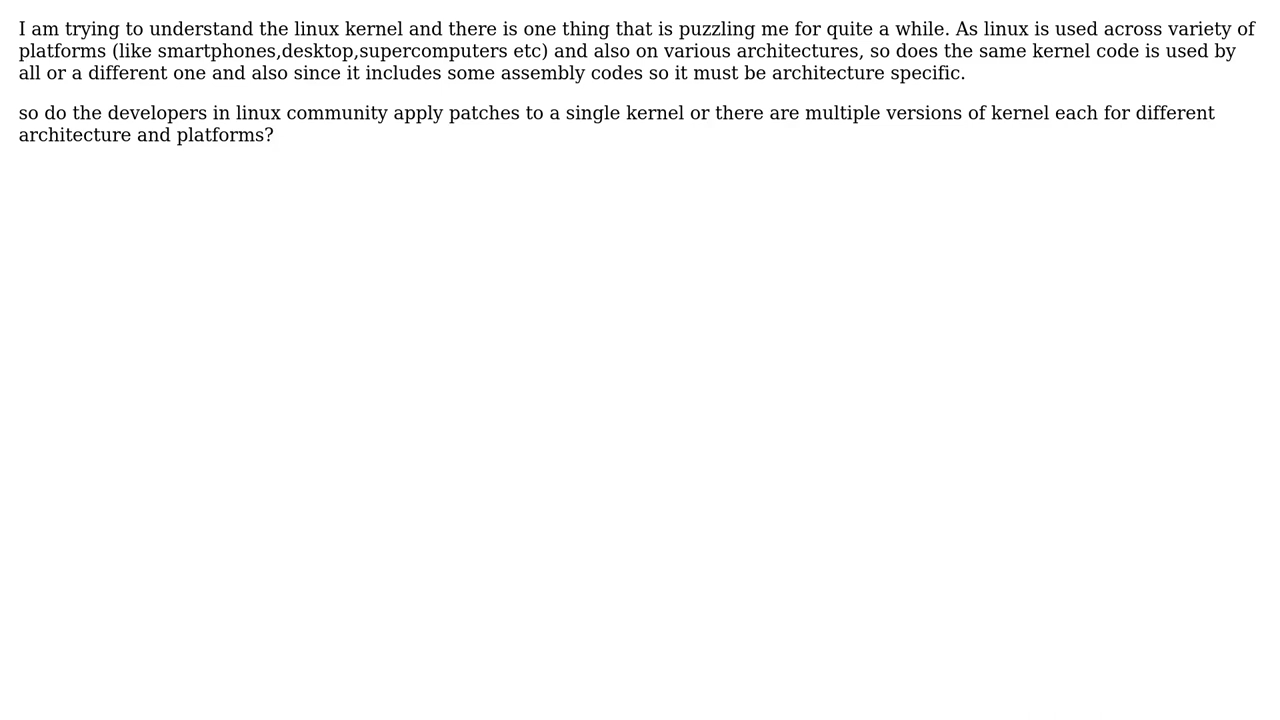 I am trying to understand the linux kernel and there is one thing that is puzzling me for quite a while. As linux is used across variety of
platforms (like smartphones,desktop,supercomputers etc) and also on various architectures, so does the same kernel code is used by
all or a different one and also since it includes some assembly codes so it must be architecture specific.
so do the developers in linux community apply patches to a single kernel or there are multiple versions of kernel each for different
architecture and platforms?